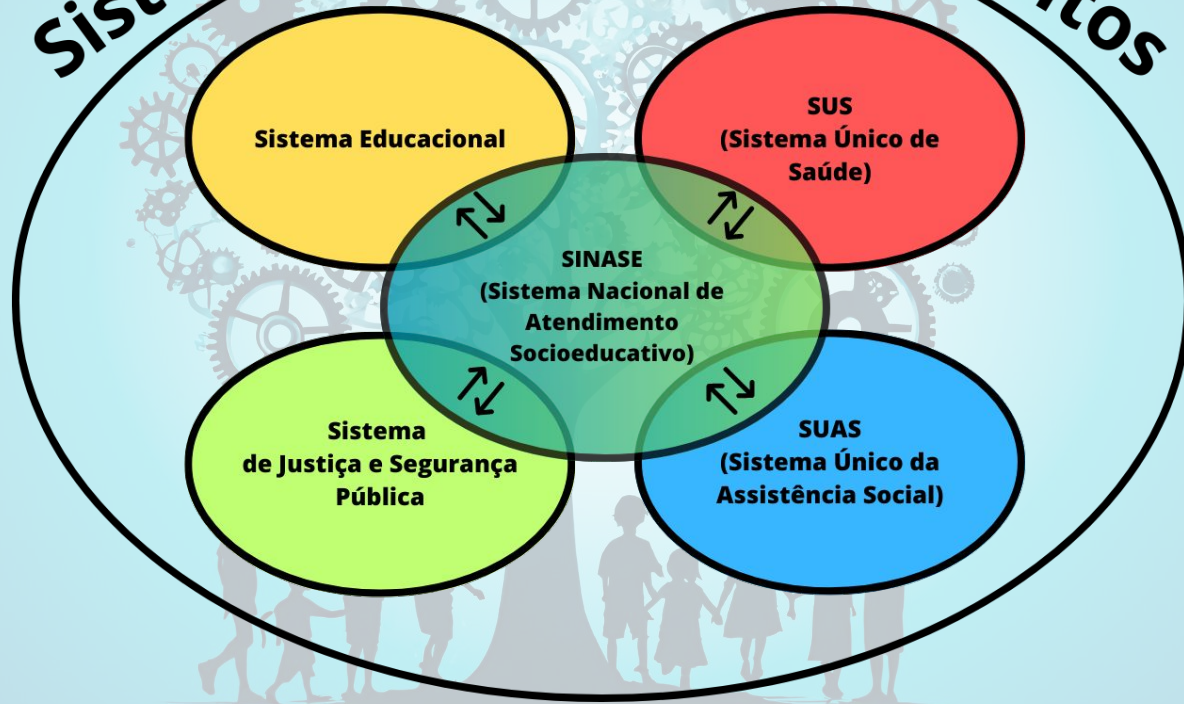 Sistema Educacional
SUS
(Sistema Único de
Saúde)
SINASE
(Sistema Nacional de
Atendimento
Socioeducativo)
Sistema
de Justiça e Segurança
Pública
SUAS
(Sistema Único da
Assistência Social)